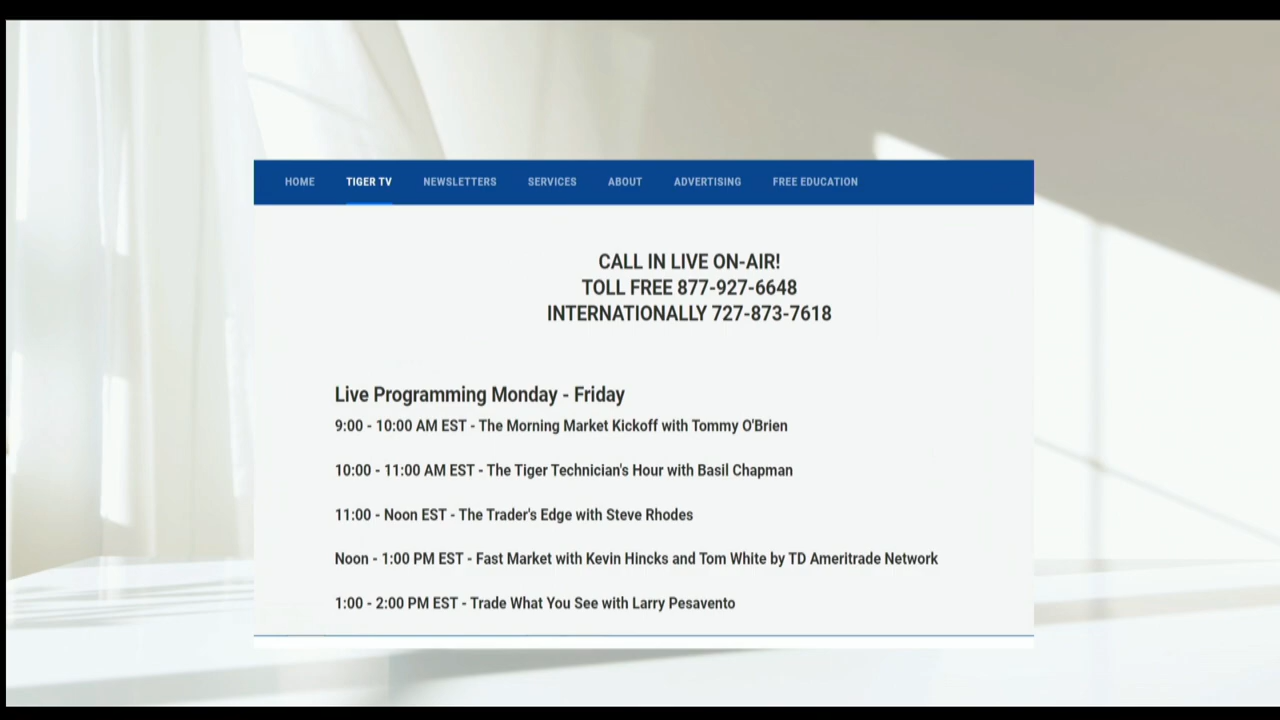 HOME TIGER TV NEWSLETTERS SERVICES ABOUT ADVERTISING FREE EDUCATION
CALL IN LIVE ON-AIR!
TOLL FREE 877-927-6648
INTERNATIONALLY 727-873-7618
Live Programming Monday - Friday
9:00 - 10:00 AM EST - The Morning Market Kickoff with Tommy O'Brien
10:00 - 11:00 AM EST - The Tiger Technician's Hour with Basil Chapman
11:00 - Noon EST - The Trader's Edge with Steve Rhodes
Noon - 1:00 PM EST - Fast Market with Kevin Hincks and Tom White by TD Ameritrade Network
1:00 - 2:00 PM EST - Trade What You See with Larry Pesavento